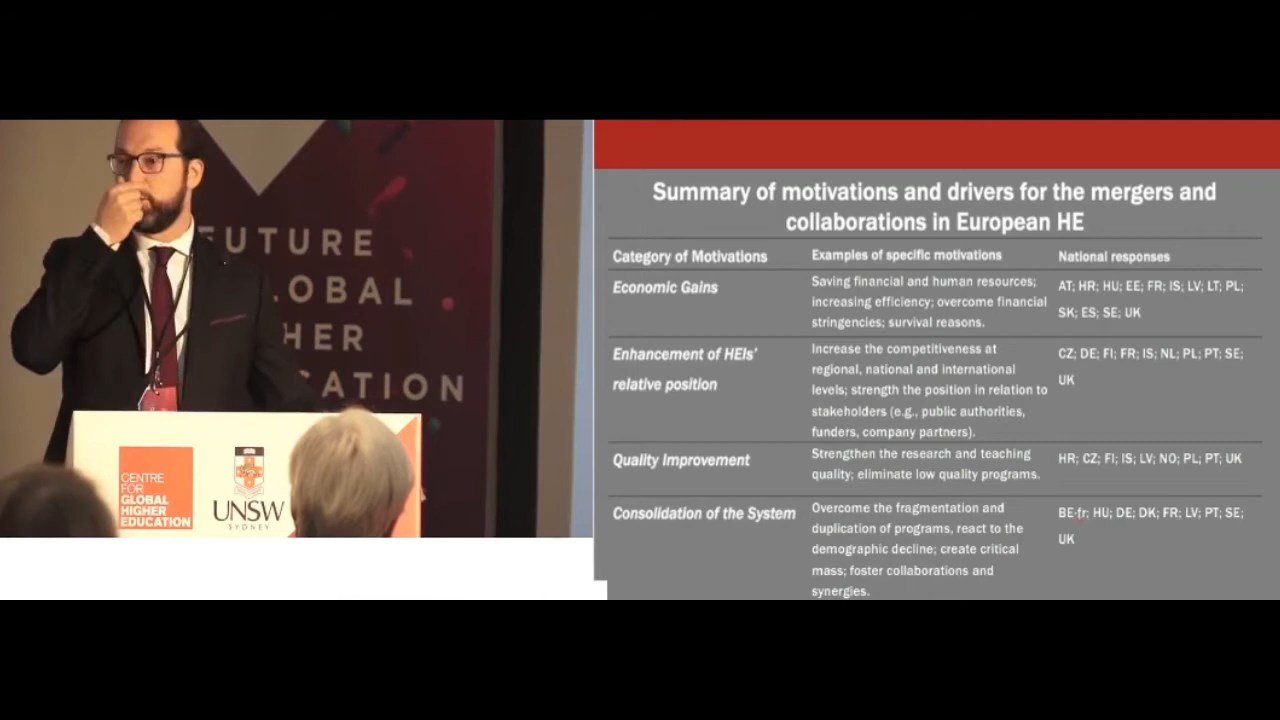 FUTURE
GLOBAL
HER
CATION
CENTRE
FOR
GLOBAL
HIGHER
EDUCATION
UNSW
SYDNEY
Summary of motivations and drivers for the mergers and
collaborations in European HE
Category of Motivations
Examples of specific motivations
National responses
Economic Gains
Saving financial and human resources;
increasing efficiency; overcome financial
stringencies; survival reasons.
AT; HR; HU; EE; FR; IS; LV; LT; PL;
SK; ES; SE; UK
Enhancement of HEIs'
relative position
Increase the competitiveness at
regional, national and international
levels; strength the position in relation to
stakeholders (e.g., public authorities,
funders, company partners).
CZ; DE; FI; FR; IS; NL; PL; PT; SE;
UK
Quality Improvement
Strengthen the research and teaching
quality; eliminate low quality programs.
HR; CZ; FI; IS; LV; NO; PL; PT; UK
Consolidation of the System
Overcome the fragmentation and
duplication of programs, react to the
demographic decline; create critical
mass; foster collaborations and
synergies.
BE-fr; HU; DE; DK; FR; LV; PT; SE;
UK